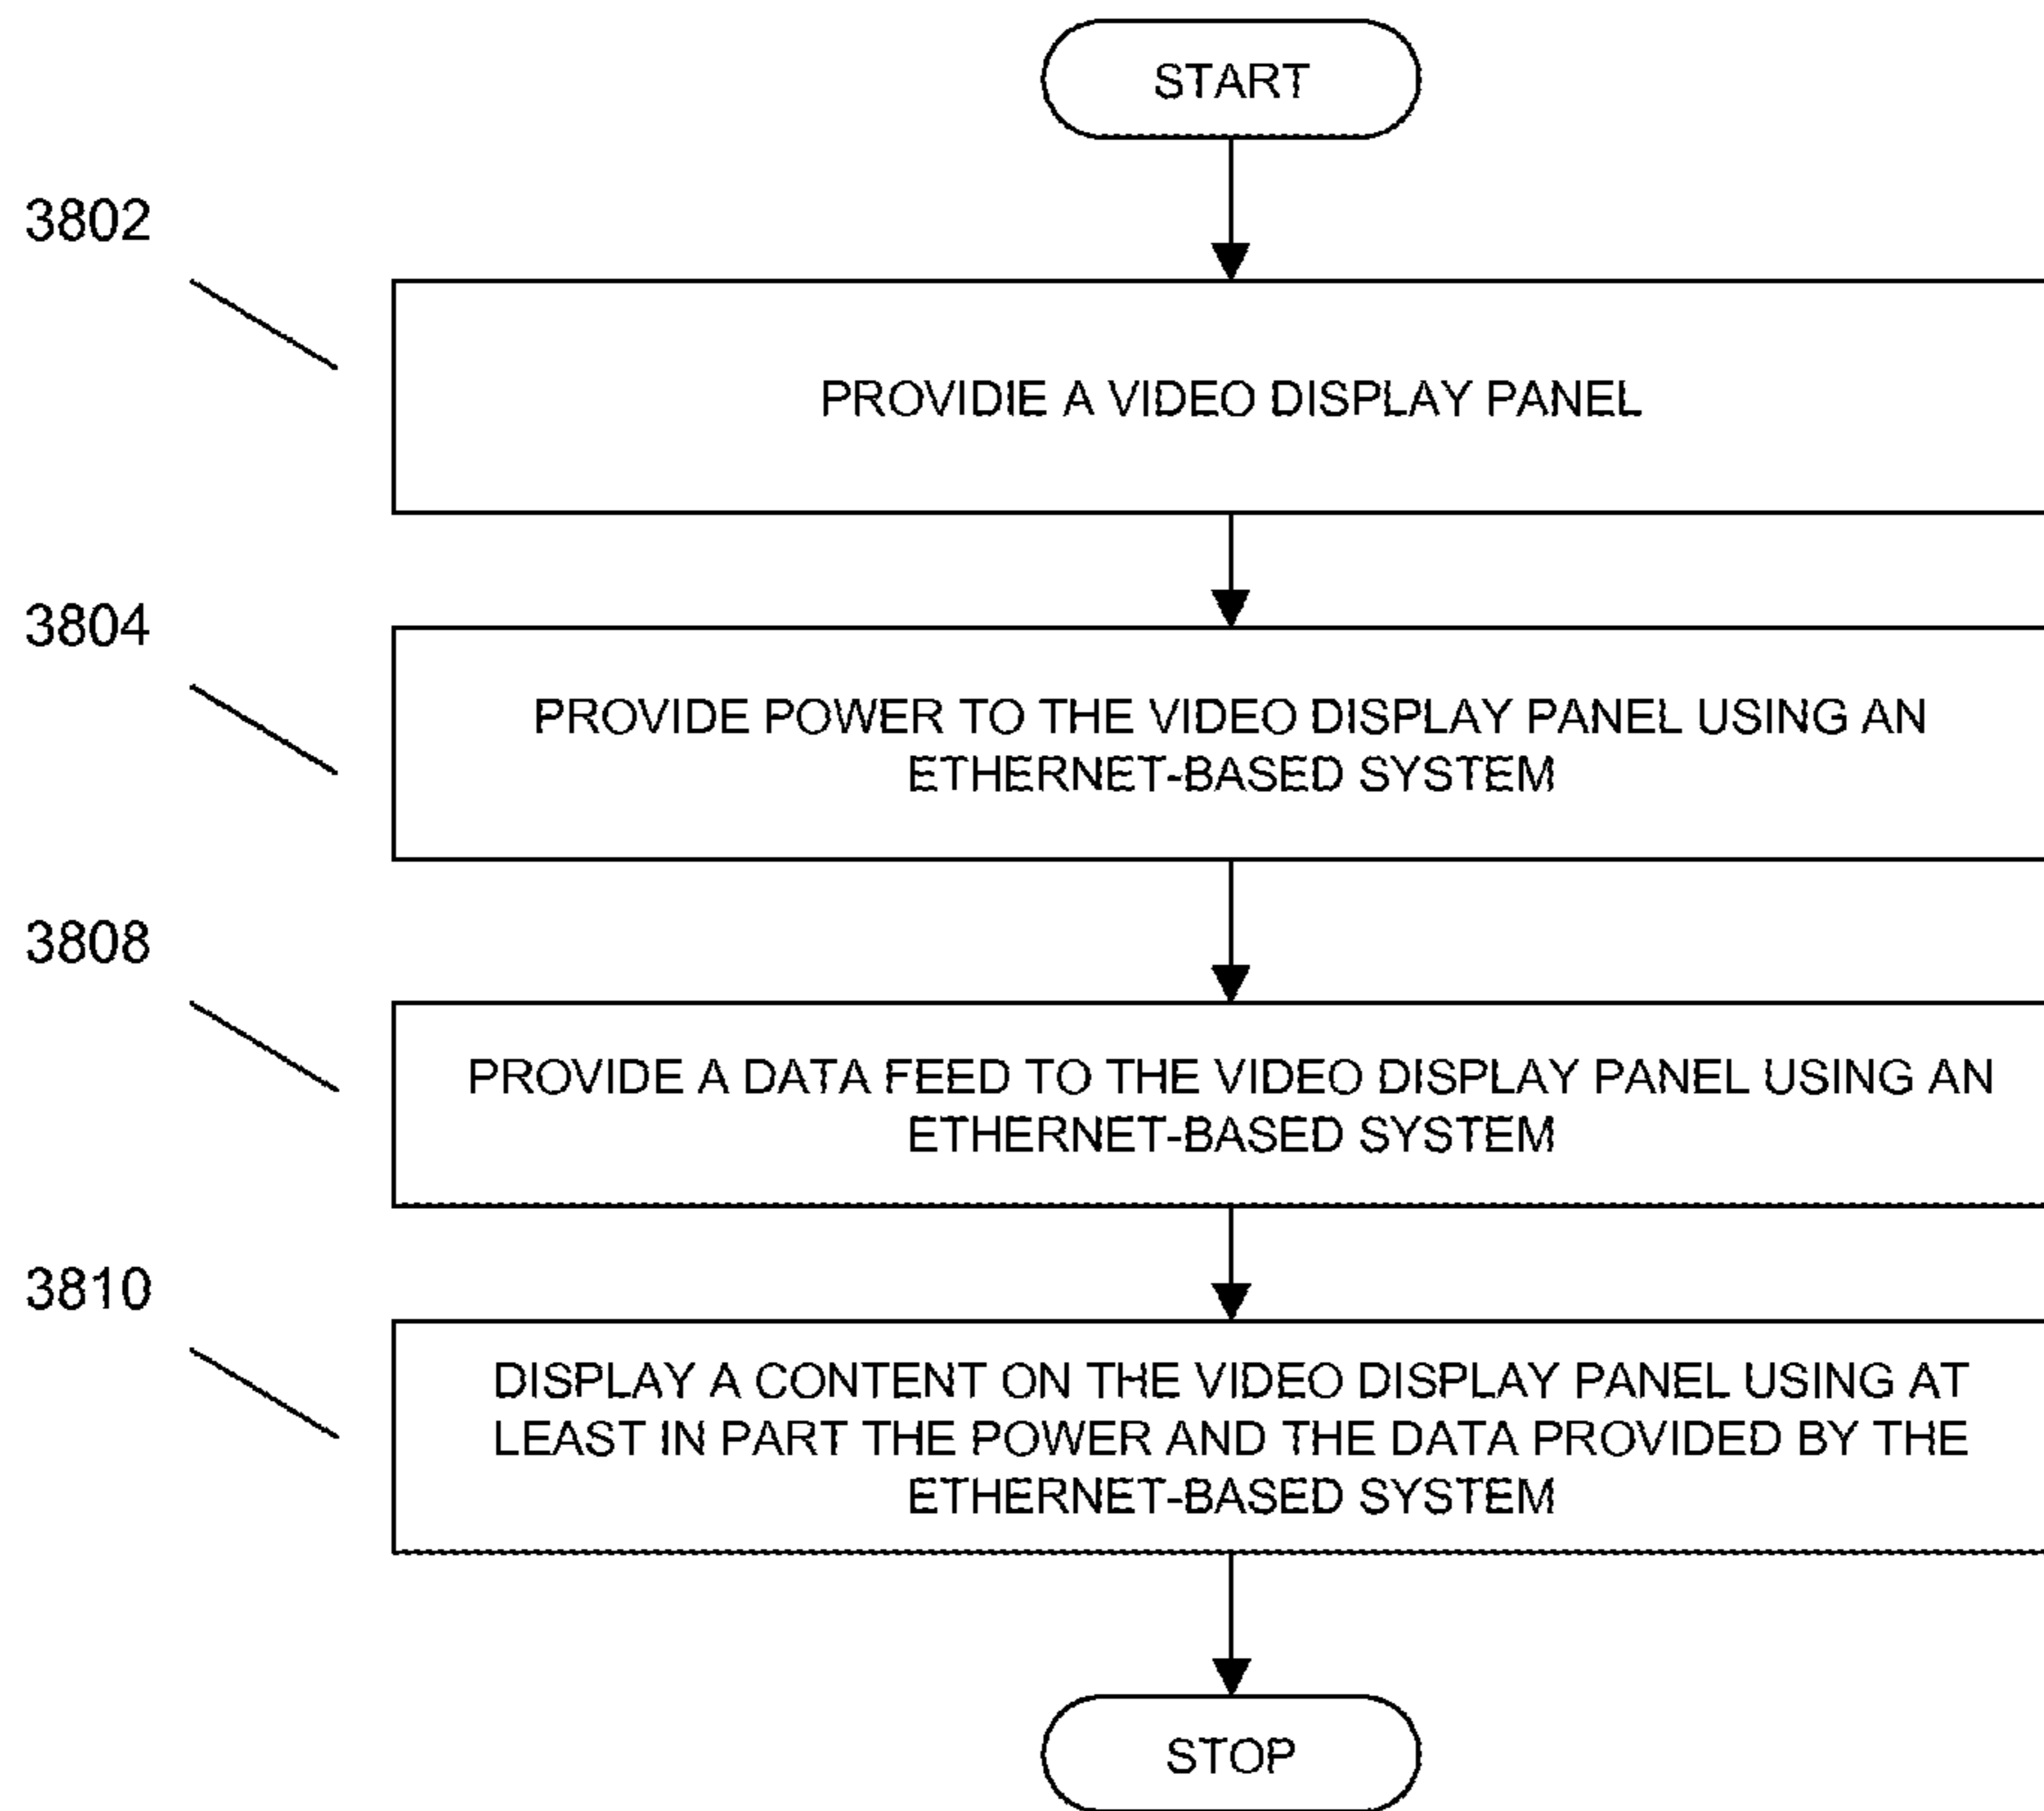 START
3802
PROVIDIE A VIDEO DISPLAY PANEL
3804
PROVIDE POWER TO THE VIDEO DISPLAY PANEL USING AN
ETHERNET-BASED SYSTEM
3808
PROVIDE A DATA FEED TO THE VIDEO DISPLAY PANEL USING AN
ETHERNET-BASED SYSTEM
3810
DISPLAY A CONTENT ON THE VIDEO DISPLAY PANEL USING AT
LEAST IN PART THE POWER AND THE DATA PROVIDED BY THE
ETHERNET-BASED SYSTEM
STOP